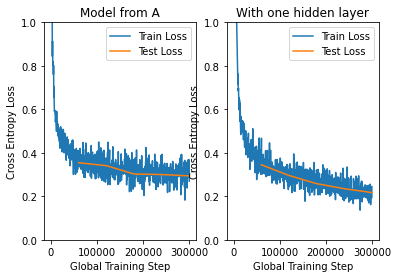 Model from A
With one hidden layer
Train Loss
Test Loss
Train Loss
Test Loss
Cross Entropy Loss
1.0
0.8
0.6
0.4
0.2
0.0
0
100000
200000
300000
Global Training Step
Cross Entropy Loss
1.0
0.8
0.6
0.4
0.2
0.0
0
100000
200000
300000
Global Training Step